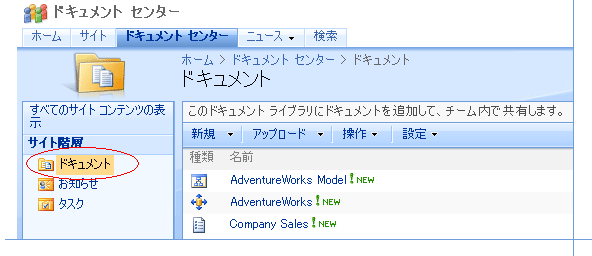 ドキュメント センター
ホーム サイト ドキュメント センター ニュース 検索
ホーム > ドキュメント センター > ドキュメント
ドキュメント
すべてのサイト コンテンツの表
示
サイト階層
ドキュメント
お知らせ
タスク
このドキュメント ライブラリにドキュメントを追加して、チーム内で共有します。
新規 アップロード 操作 設定
種類 名前
AdventureWorks Model ! NEW
AdventureWorks ! NEW
Company Sales ! NEW